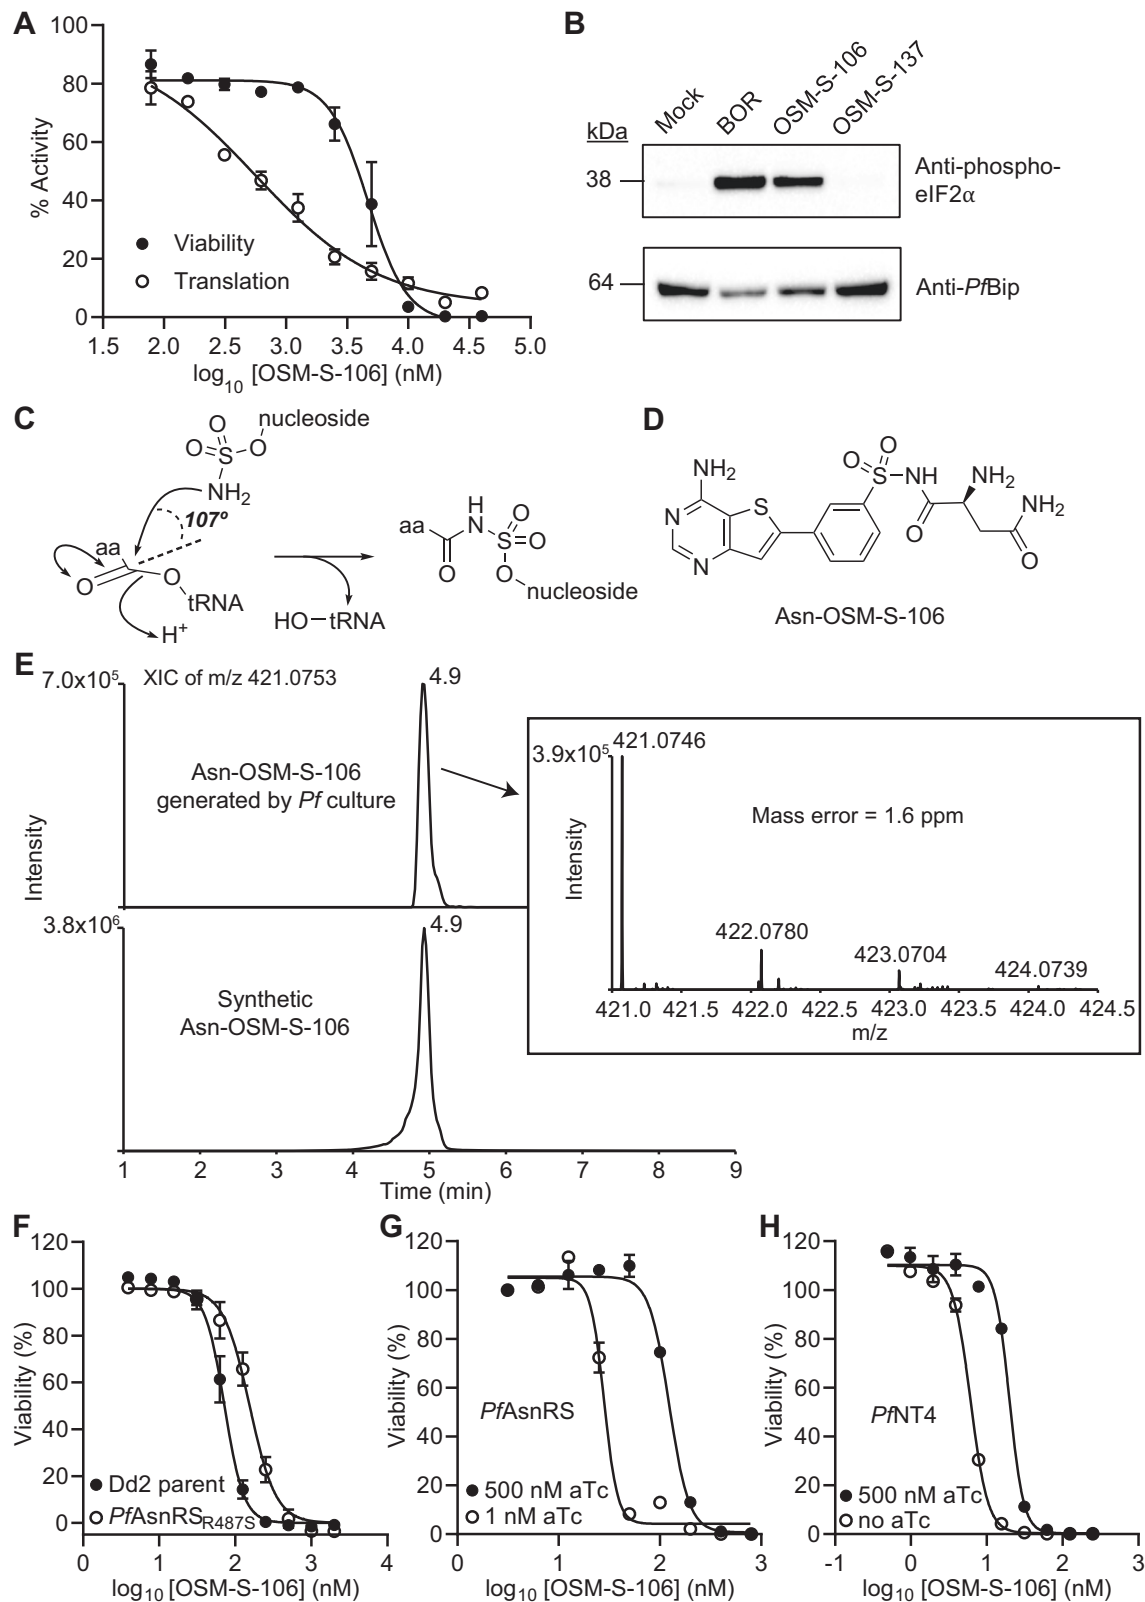 A
100
80
60
40
20
0
% Activity
Viability
Translation
1.5 2.0 2.5 3.0 3.5 4.0 4.5 5.0
log10 [OSM-S-106] (nM)
B
Mock
BOR
OSM-S-106
OSM-S-137
kDa
38
Anti-phospho-
eIF2α
64
Anti-PfBip
C
nucleoside
O
O
S
O
NH2
107º
aa
O
O
tRNA
H+
HO–tRNA
H
aa
N
O
S
O
O
O
nucleoside
D
NH2
N
N
S
O
O
S
NH
O
NH2
NH2
O
Asn-OSM-S-106
E
7.0x10⁵
XIC of m/z 421.0753
4.9
Asn-OSM-S-106
generated by Pf culture
Intensity
3.8x10⁶
4.9
Synthetic
Asn-OSM-S-106
1 2 3 4 5 6 7 8 9
Time (min)
3.9x10⁵
421.0746
Mass error = 1.6 ppm
Intensity
422.0780
423.0704
424.0739
421.0 421.5 422.0 422.5 423.0 423.5 424.0 424.5
m/z
F
120
100
80
60
40
20
0
Viability (%)
Dd2 parent
PfAsnRSR487S
0 1 2 3 4
log10 [OSM-S-106] (nM)
G
120
100
80
60
40
20
0
Viability (%)
PfAsnRS
500 nM aTc
1 nM aTc
0 1 2 3
log10 [OSM-S-106] (nM)
H
120
100
80
60
40
20
0
Viability (%)
PfNT4
500 nM aTc
no aTc
-1 0 1 2 3
log10 [OSM-S-106] (nM)